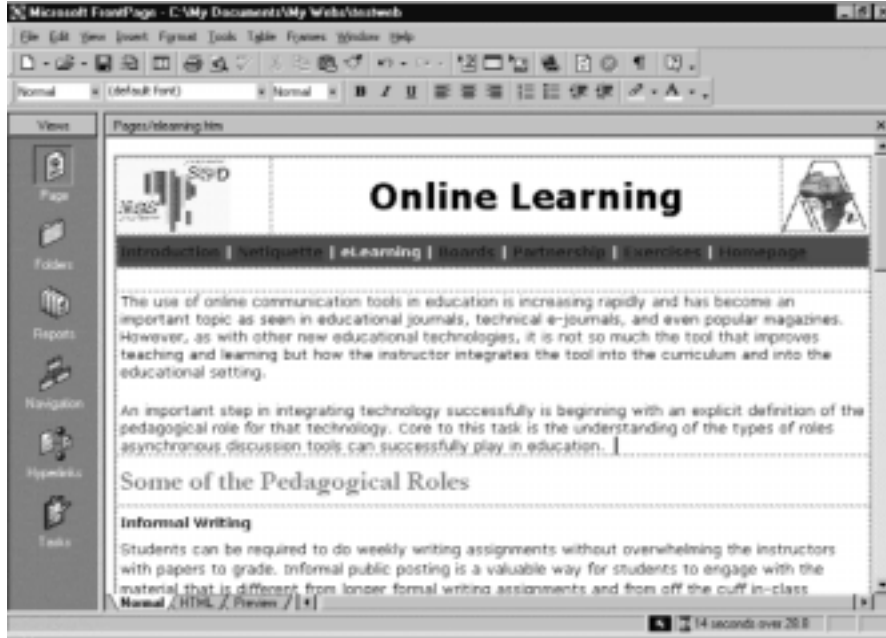 Microsoft FrontPage - C:\My Documents\My Webs\testweb
File Edit View Insert Format Tools Table Frames Window Help
Normal (default font) Normal B I U A
Views Pages/elearning.htm
Page
Folders
Reports
Navigation
Hyperlinks
Tasks
Online Learning
Introduction | Netiquette | eLearning | Boards | Partnership | Exercises | Homepage
The use of online communication tools in education is increasing rapidly and has become an
important topic as seen in educational journals, technical e-journals, and even popular magazines.
However, as with other new educational technologies, it is not so much the tool that improves
teaching and learning but how the instructor integrates the tool into the curriculum and into the
educational setting.
An important step in integrating technology successfully is beginning with an explicit definition of the
pedagogical role for that technology. Core to this task is the understanding of the types of roles
asynchronous discussion tools can successfully play in education.
Some of the Pedagogical Roles
Informal Writing
Students can be required to do weekly writing assignments without overwhelming the instructors
with papers to grade. Informal public posting is a valuable way for students to engage with the
material that is different from longer formal writing assignments and from off the cuff in-class
Normal / HTML / Preview /
14 seconds over 28.8